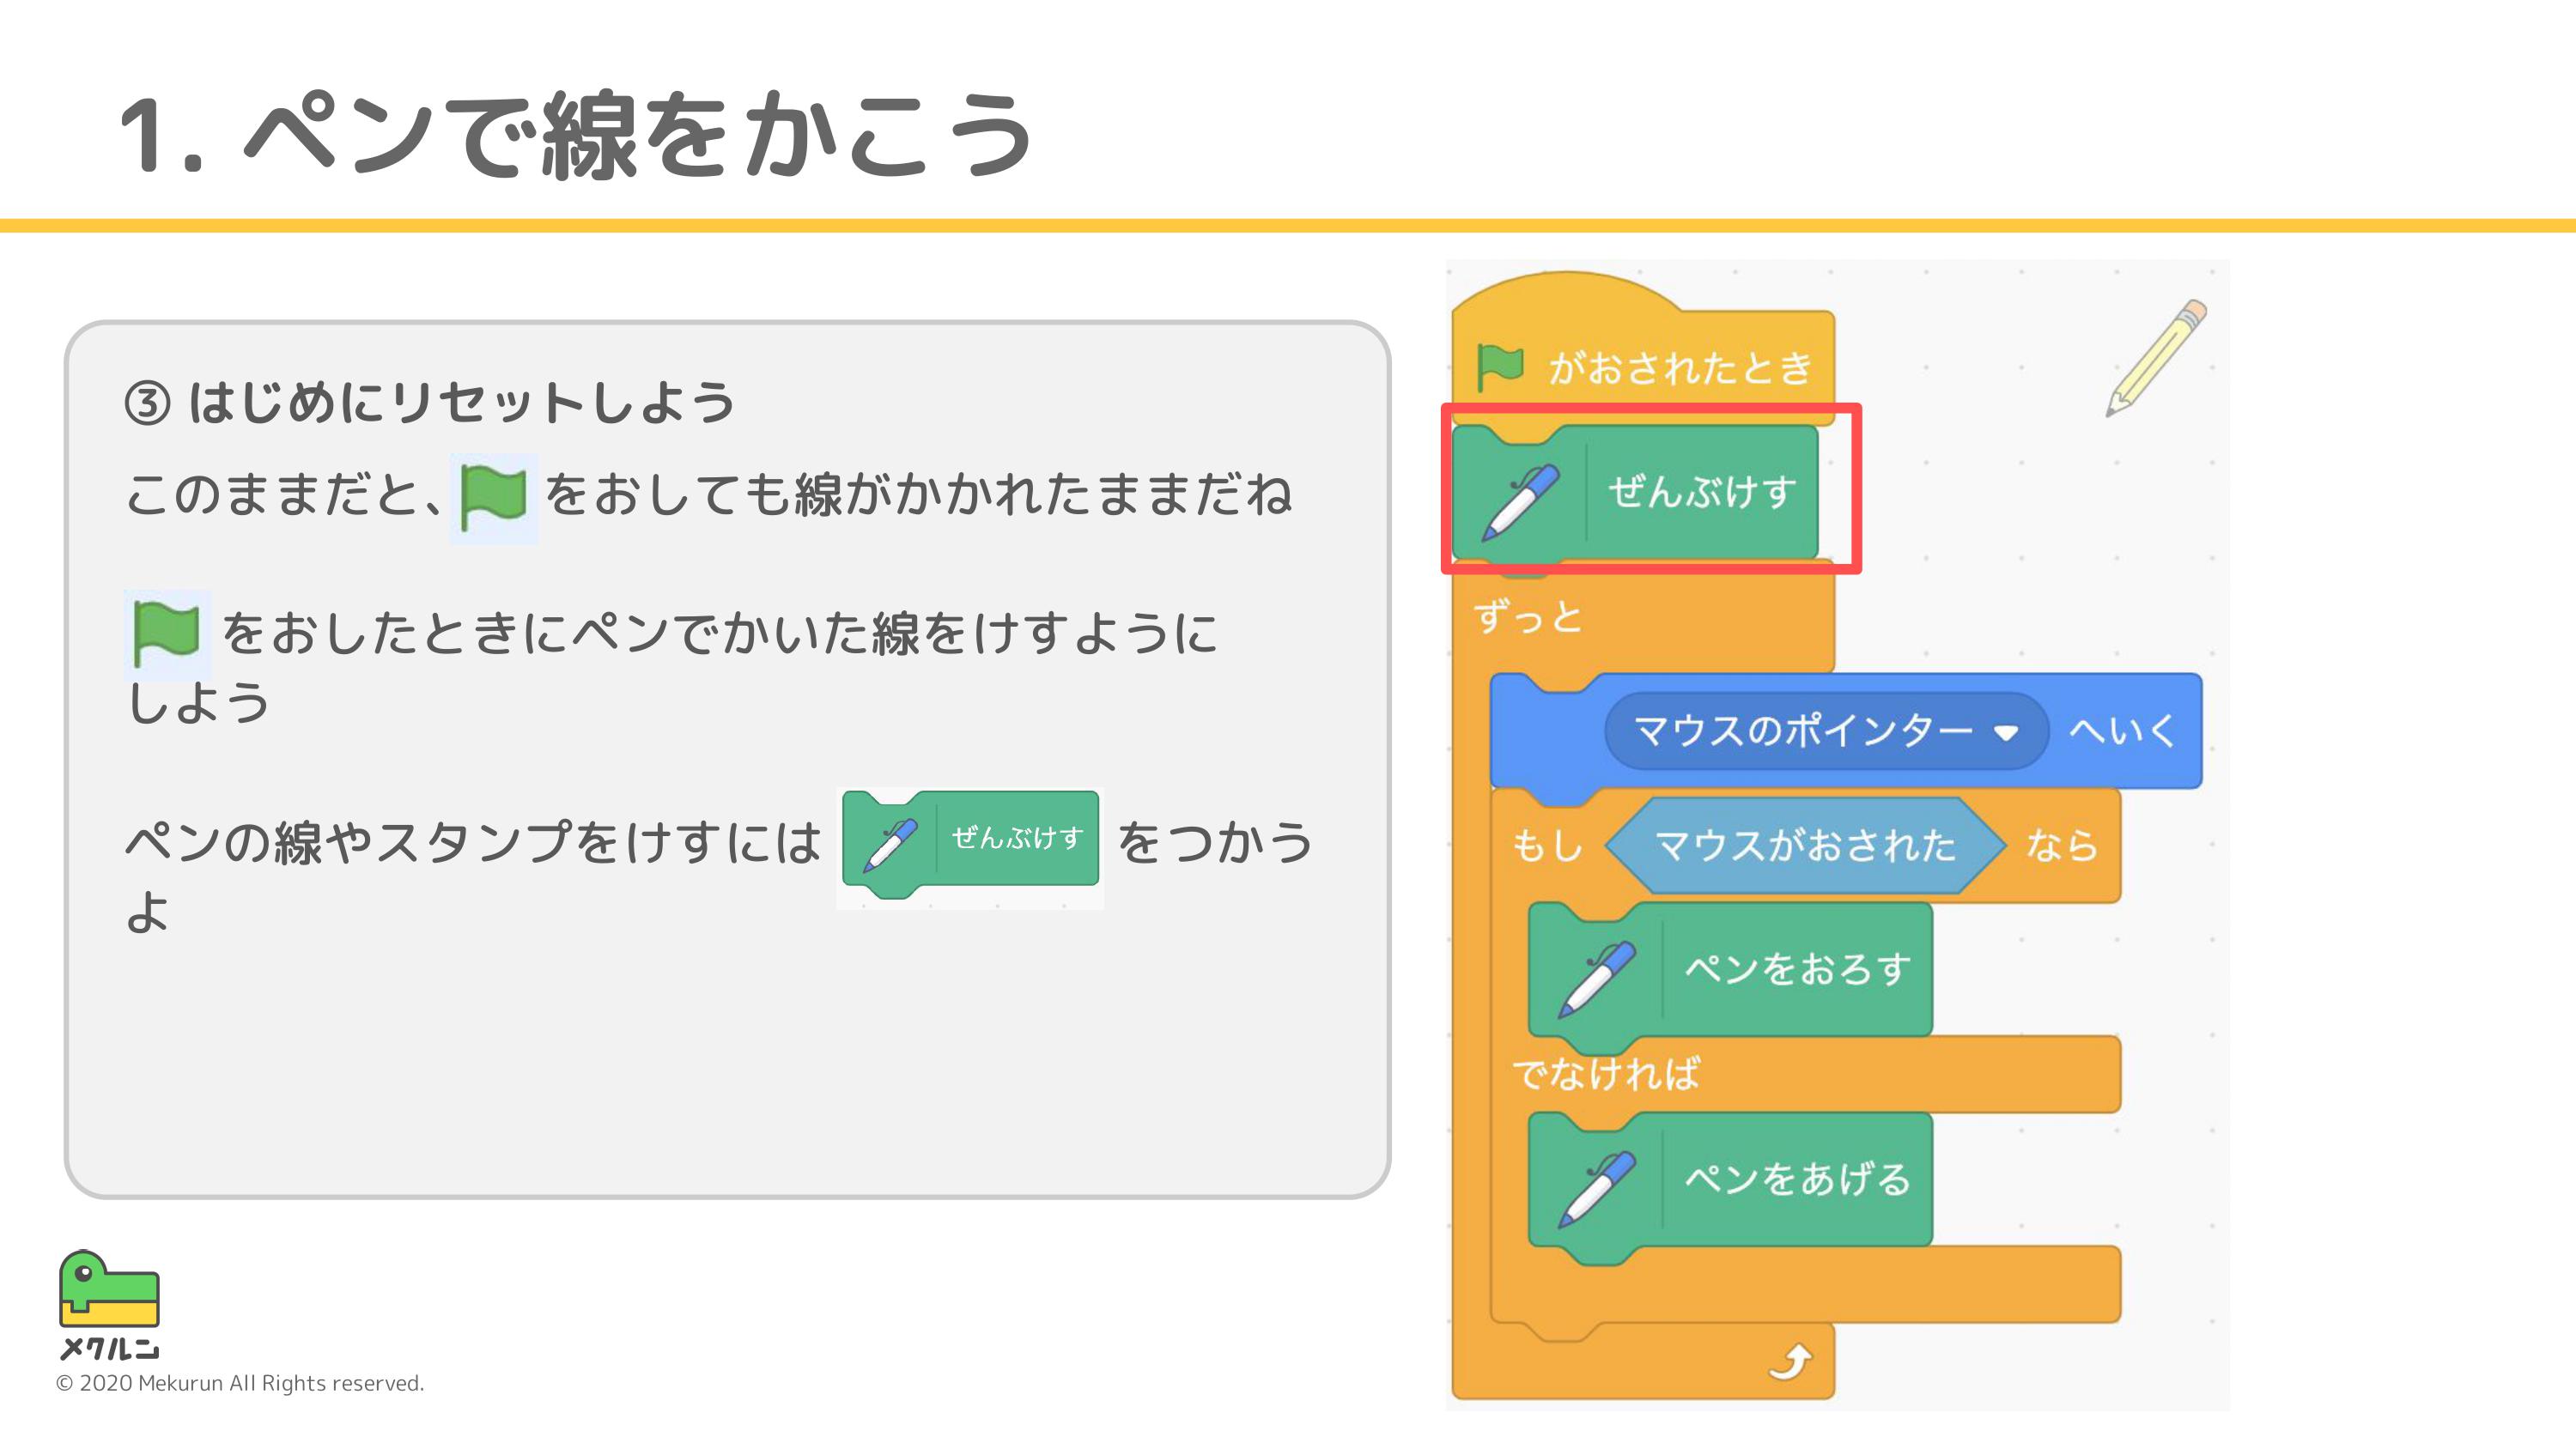 1. ペンで線をかこう
③ はじめにリセットしよう
このままだと、をおしても線がかかれたままだね
をおしたときにペンでかいた線をけすように
しよう
ペンの線やスタンプをけすには ぜんぶけす をつかう
よ
がおされたとき
ぜんぶけす
ずっと
マウスのポインター へいく
もし マウスがおされた なら
ペンをおろす
でなければ
ペンをあげる
メクルン
© 2020 Mekurun All Rights reserved.